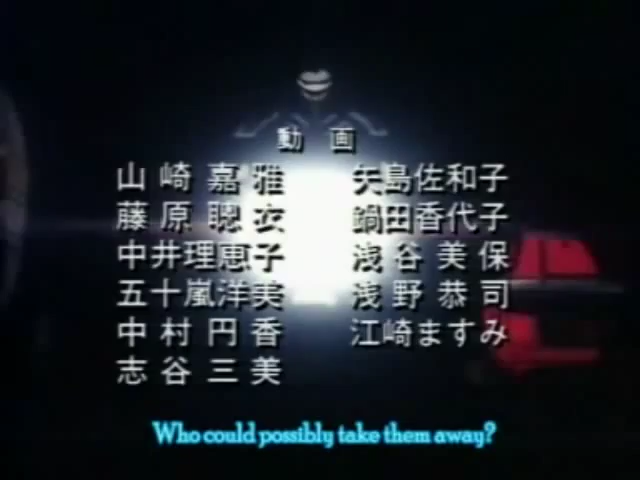 動画
山崎嘉雅 矢島佐和子
藤原聰衣 鍋田香代子
中井理恵子 浅谷美保
五十嵐洋美 浅野恭司
中村円香 江崎ますみ
志谷三美
Who could possibly take them away?